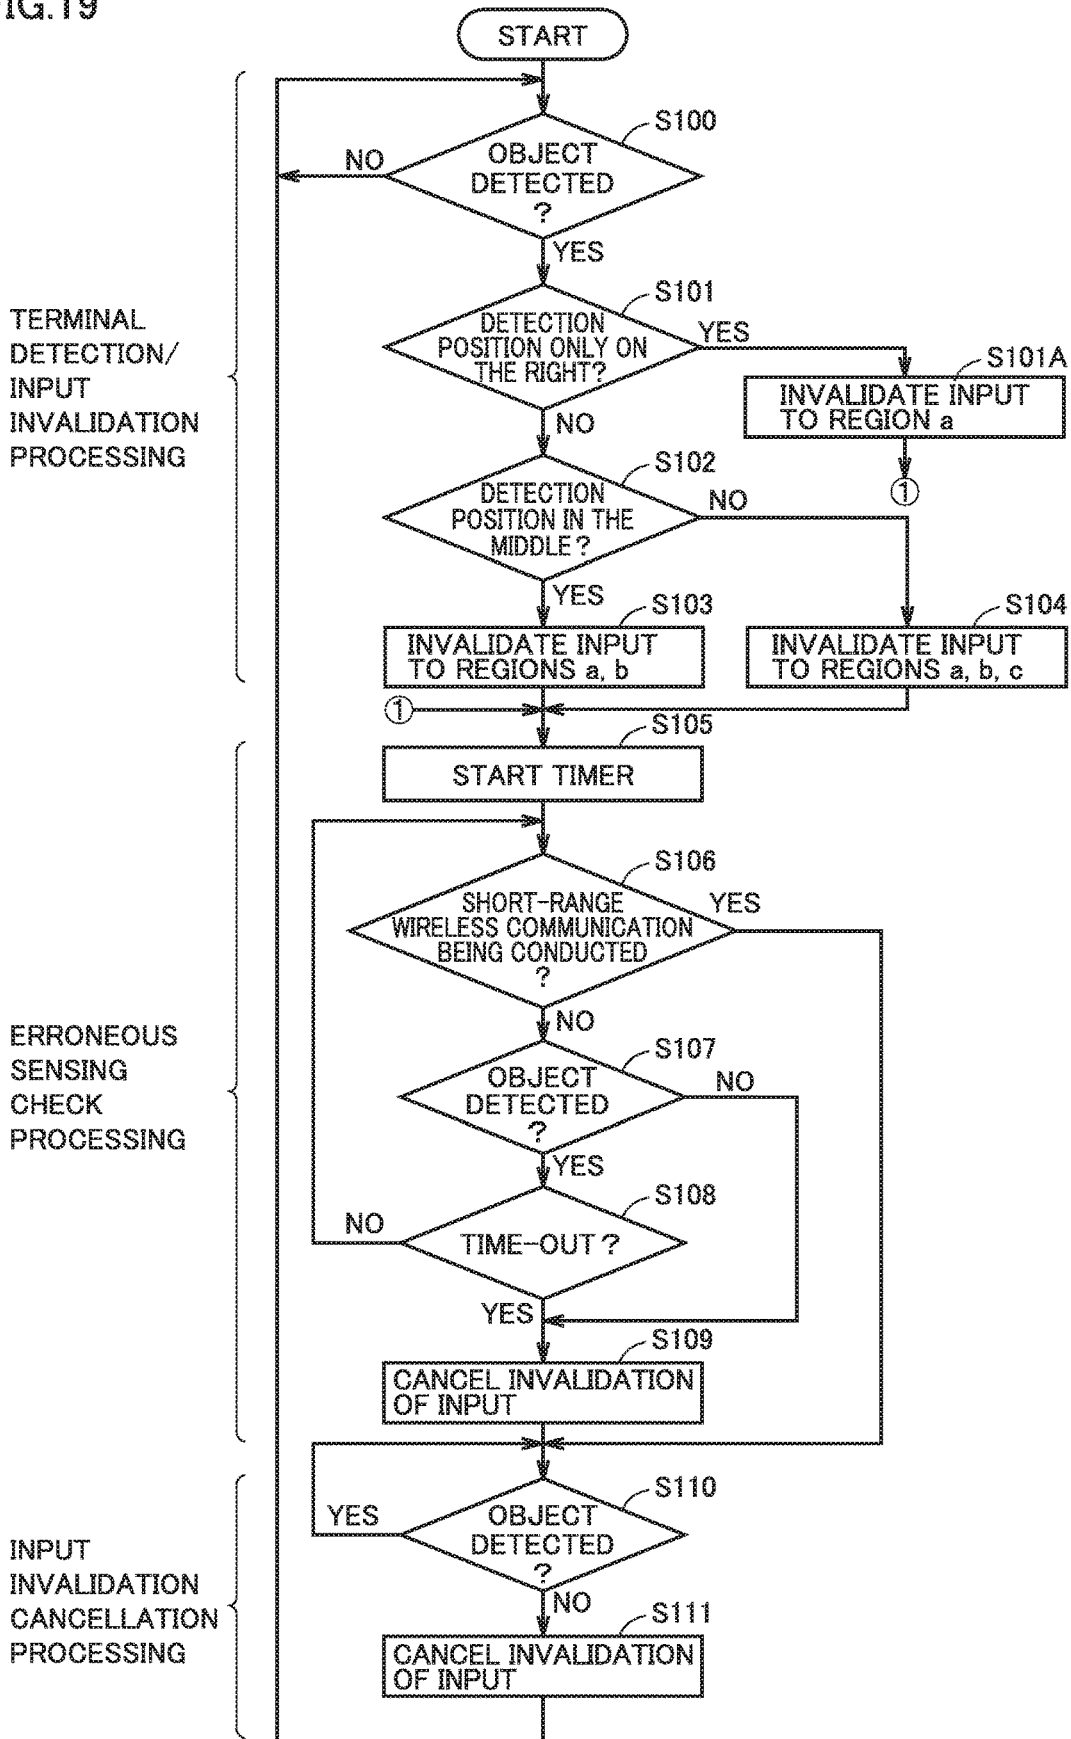 FIG.19
START
S100
OBJECT
DETECTED
?
NO
YES
S101
DETECTION
POSITION ONLY ON
THE RIGHT?
YES
S101A
INVALIDATE INPUT
TO REGION a
①
NO
S102
DETECTION
POSITION IN THE
MIDDLE?
NO
YES
S103
INVALIDATE INPUT
TO REGIONS a, b
S104
INVALIDATE INPUT
TO REGIONS a, b, c
TERMINAL
DETECTION/
INPUT
INVALIDATION
PROCESSING
①
S105
START TIMER
S106
SHORT-RANGE
WIRELESS COMMUNICATION
BEING CONDUCTED
?
YES
NO
S107
OBJECT
DETECTED
?
NO
YES
S108
TIME-OUT?
NO
YES
S109
CANCEL INVALIDATION
OF INPUT
ERRONEOUS
SENSING
CHECK
PROCESSING
S110
OBJECT
DETECTED
?
YES
NO
S111
CANCEL INVALIDATION
OF INPUT
INPUT
INVALIDATION
CANCELLATION
PROCESSING